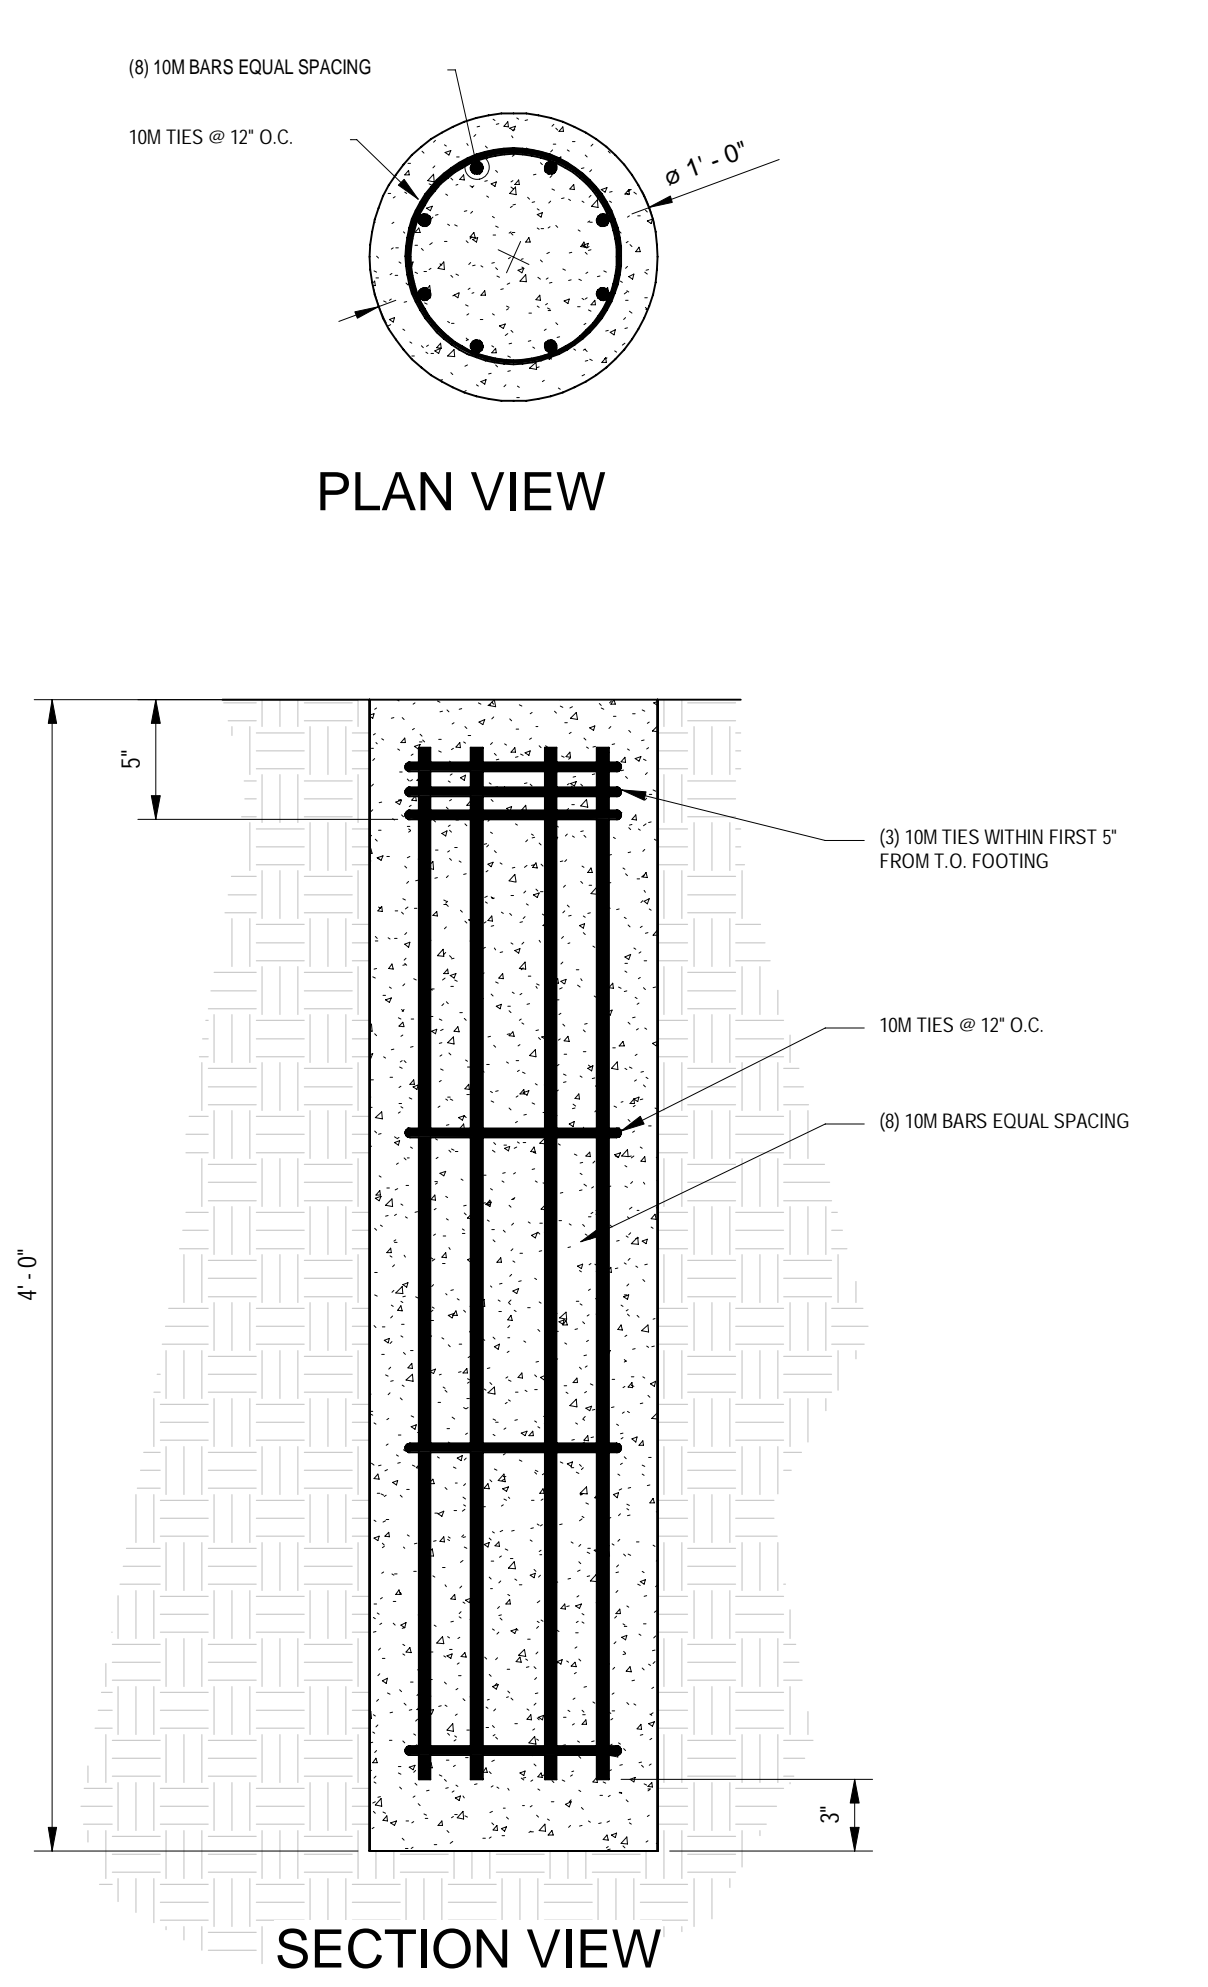 (8) 10M BARS EQUAL SPACING
10M TIES @ 12" O.C.
ø 1' - 0"
PLAN VIEW
5"
(3) 10M TIES WITHIN FIRST 5"
FROM T.O. FOOTING
10M TIES @ 12" O.C.
(8) 10M BARS EQUAL SPACING
4' - 0"
3"
SECTION VIEW